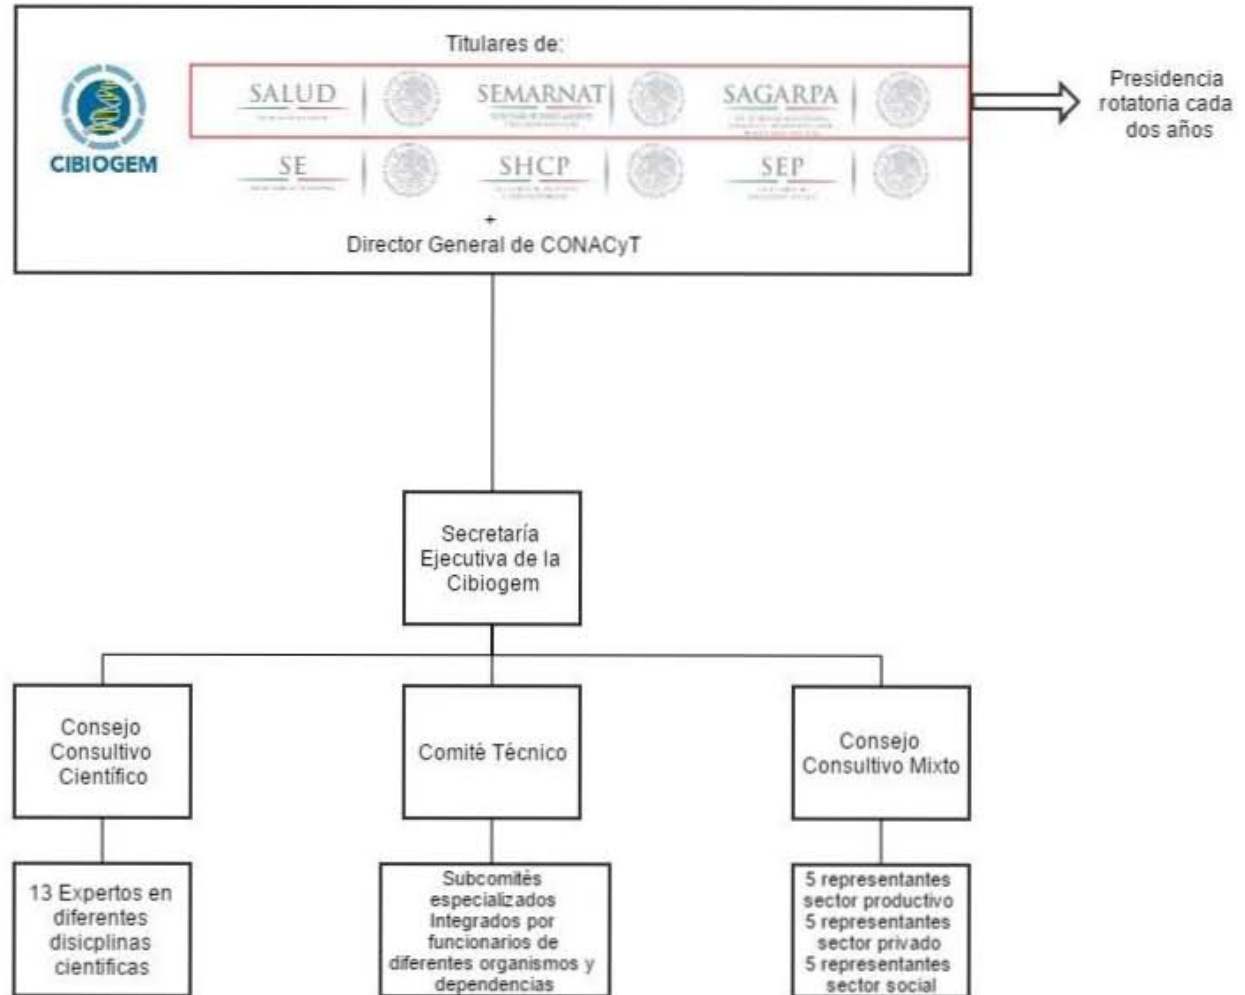 Titulares de:
SALUD SEMARNAT SAGARPA
CIBIOGEM
SE SHCP SEP
+
Director General de CONACyT
Presidencia
rotatoria cada
dos años
Secretaría
Ejecutiva de la
Cibiogem
Consejo
Consultivo
Científico
Comité Técnico
Consejo
Consultivo Mixto
13 Expertos en
diferentes
disicplinas
cientificas
Subcomités
especializados
Integrados por
funcionarios de
diferentes organismos y
dependencias
5 representantes
sector productivo
5 representantes
sector privado
5 representantes
sector social